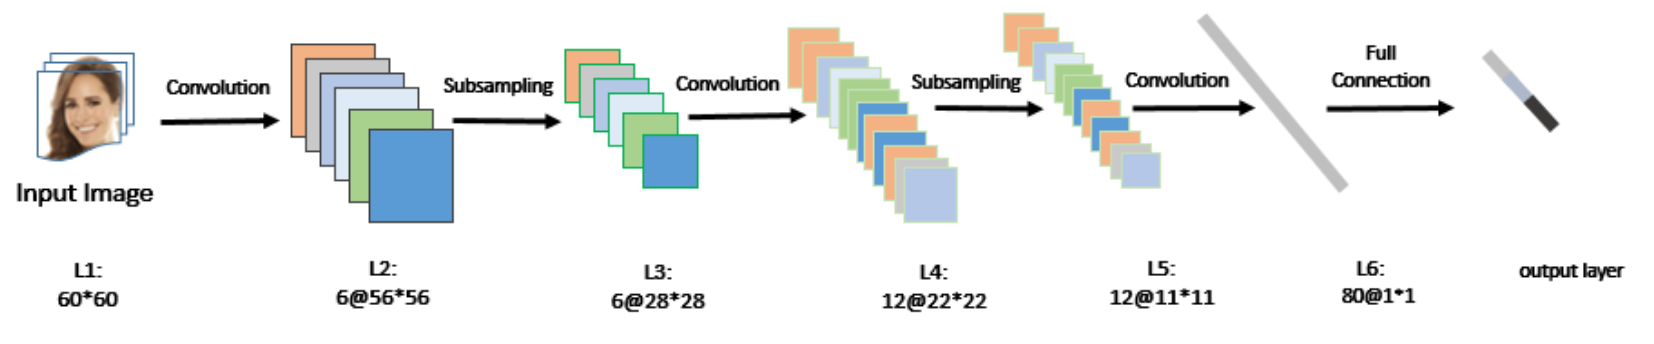 Convolution
Subsampling
Convolution
Subsampling
Convolution
Full
Connection
Input Image
L1:
60*60
L2:
6@56*56
L3:
6@28*28
L4:
12@22*22
L5:
12@11*11
L6:
80@1*1
output layer